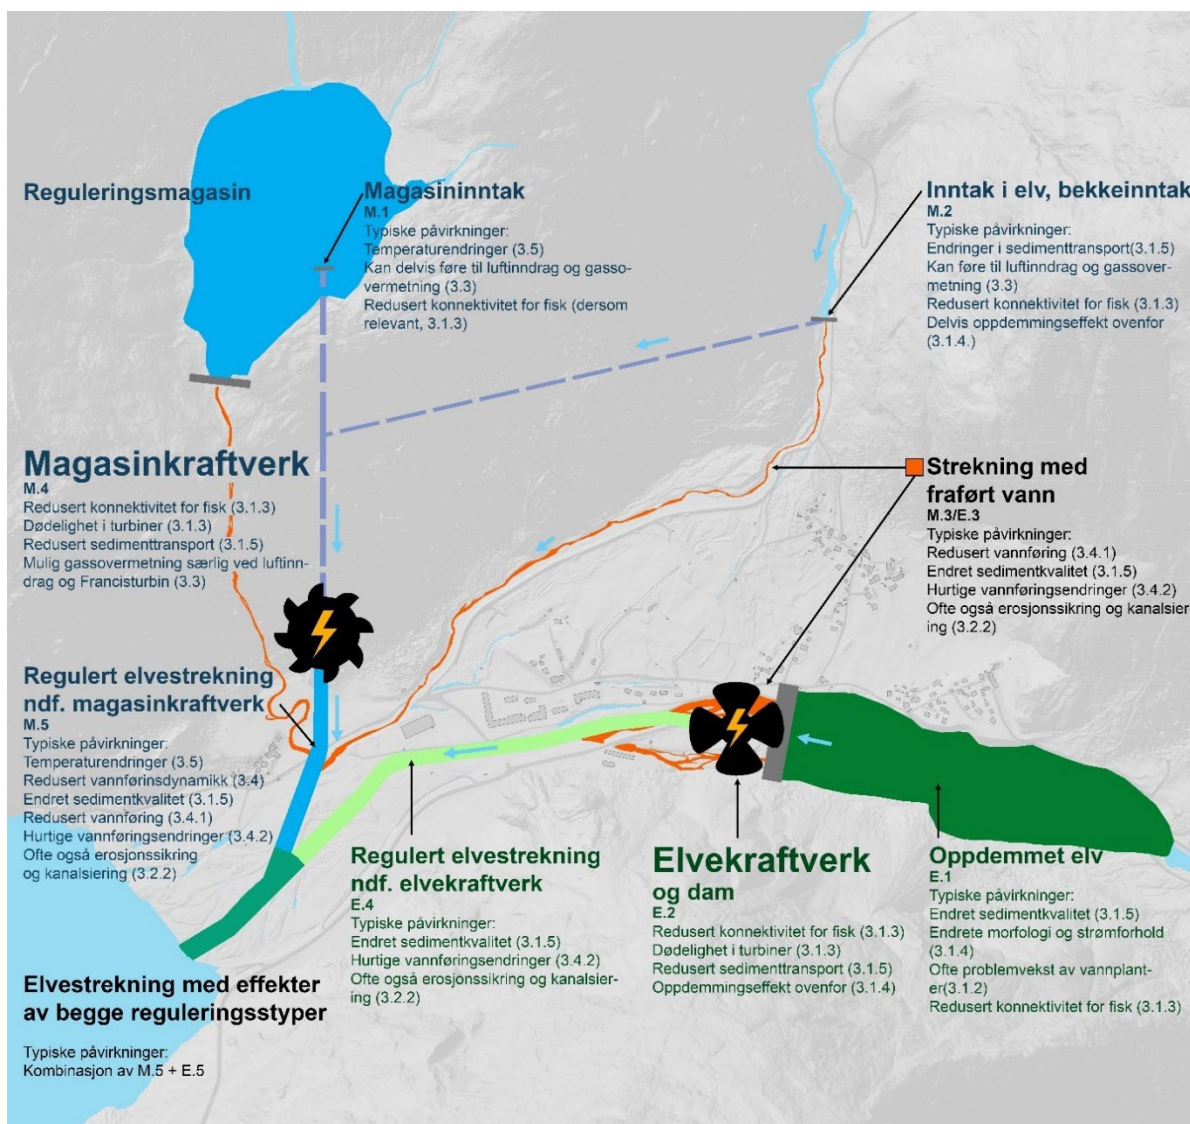 Reguleringsmagasin
Magasininntak
M.1
Typiske påvirkninger:
Temperaturendringer (3.5)
Kan delvis føre til luftinndrag og gasso-
vermetning (3.3)
Redusert konnektivitet for fisk (dersom
relevant, 3.1.3)
Inntak i elv, bekkeinntak
M.2
Typiske påvirkninger:
Endringer i sedimenttransport(3.1.5)
Kan føre til luftinndrag og gassover-
metning (3.3)
Redusert konnektivitet for fisk (3.1.3)
Delvis oppdemmingseffekt ovenfor
(3.1.4.)
Magasinkraftverk
M.4
Redusert konnektivitet for fisk (3.1.3)
Dødelighet i turbiner (3.1.3)
Redusert sedimenttransport (3.1.5)
Mulig gassovermetning særlig ved luftinn-
drag og Francisturbin (3.3)
Strekning med
fraført vann
M.3/E.3
Typiske påvirkninger:
Redusert vannføring (3.4.1)
Endret sedimentkvalitet (3.1.5)
Hurtige vannføringsendringer (3.4.2)
Ofte også erosjonssikring og kanalsier
ing (3.2.2)
Regulert elvestrekning
ndf. magasinkraftverk
M.5
Typiske påvirkninger:
Temperaturendringer (3.5)
Redusert vannførinsdynamikk (3.4)
Endret sedimentkvalitet (3.1.5)
Redusert vannføring (3.4.1)
Hurtige vannføringsendringer (3.4.2)
Ofte også erosjonssikring
og kanalsiering (3.2.2)
Regulert elvestrekning
ndf. elvekraftverk
E.4
Typiske påvirkninger:
Endret sedimentkvalitet (3.1.5)
Hurtige vannføringsendringer (3.4.2)
Ofte også erosjonssikring og kanalsier-
ing (3.2.2)
Elvekraftverk
og dam
E.2
Redusert konnektivitet for fisk (3.1.3)
Dødelighet i turbiner (3.1.3)
Redusert sedimenttransport (3.1.5)
Oppdemmingseffekt ovenfor (3.1.4)
Oppdemmet elv
E.1
Typiske påvirkninger:
Endret sedimentkvalitet (3.1.5)
Endrete morfologi og strømforhold
(3.1.4)
Ofte problemvekst av vannplant-
er(3.1.2)
Redusert konnektivitet for fisk (3.1.3)
Elvestrekning med effekter
av begge reguleringsstyper
Typiske påvirkninger:
Kombinasjon av M.5 + E.5